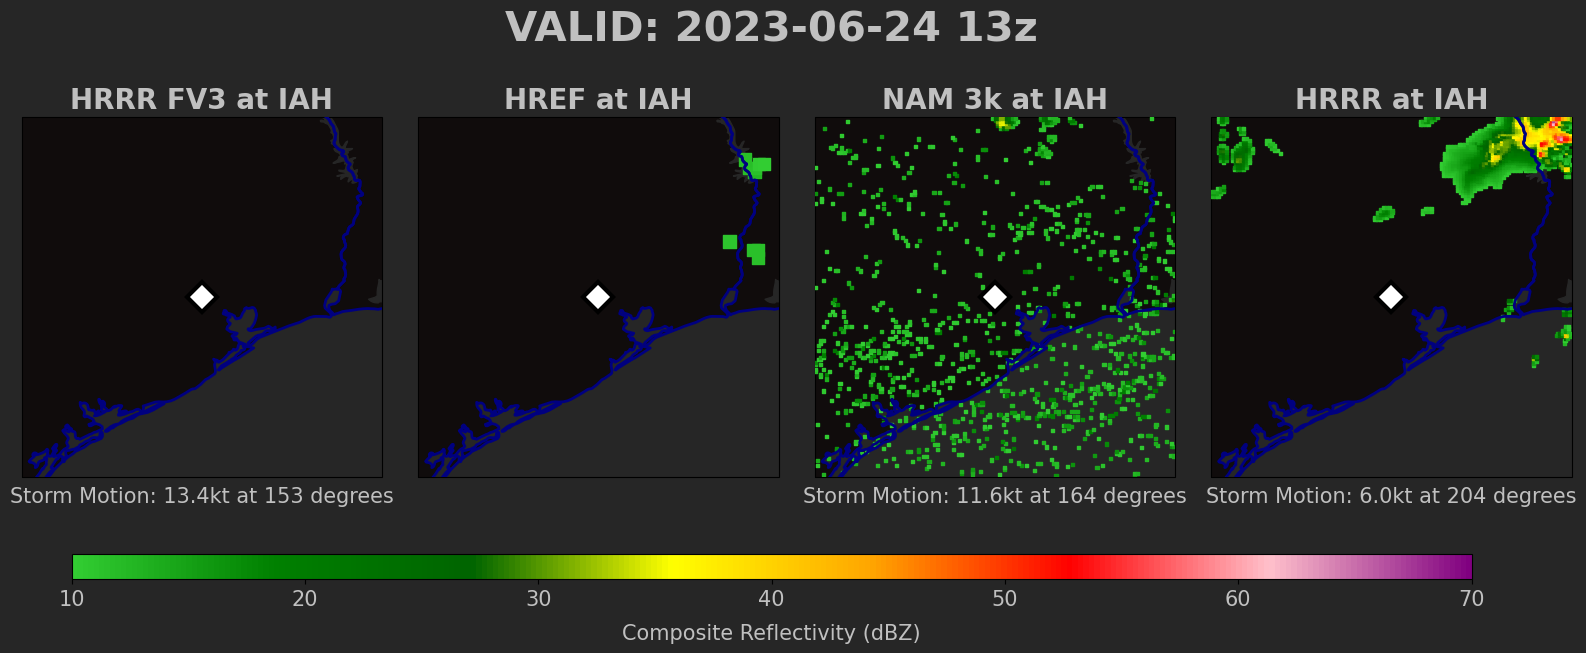 VALID: 2023-06-24 13z
HRRR FV3 at IAH
HREF at IAH
NAM 3k at IAH
HRRR at IAH
Storm Motion: 13.4kt at 153 degrees
Storm Motion: 11.6kt at 164 degrees
Storm Motion: 6.0kt at 204 degrees
10 20 30 40 50 60 70
Composite Reflectivity (dBZ)